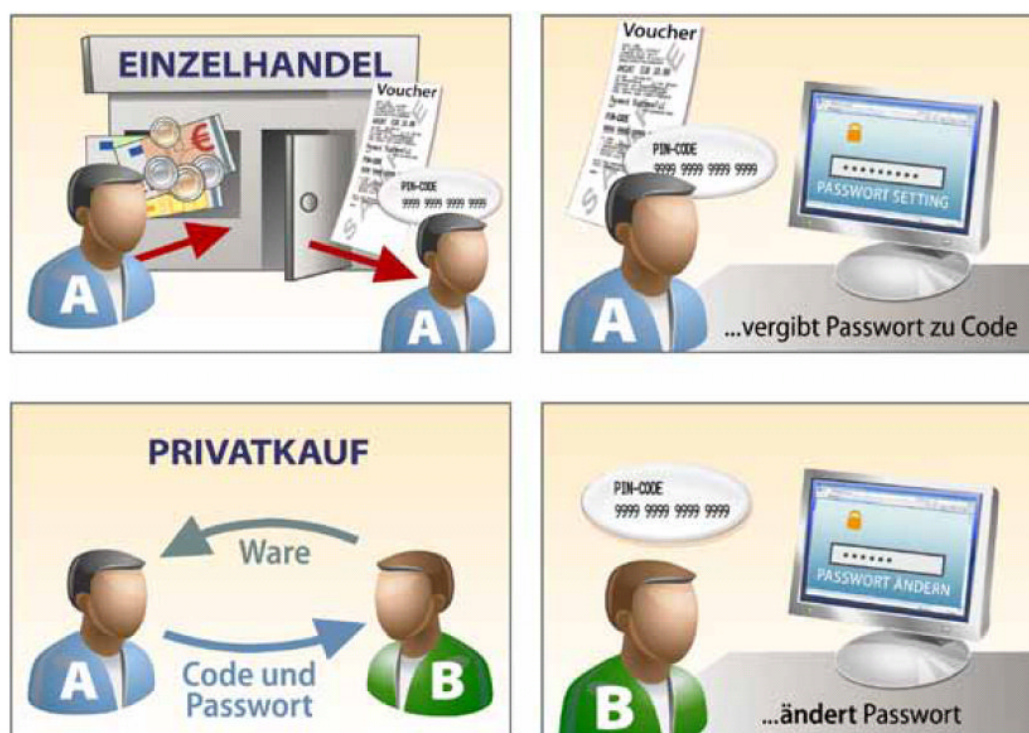 EINZELHANDEL
Voucher
PIN-CODE
9999 9999 9999 9999
A
A
Voucher
PIN-CODE
9999 9999 9999 9999
PASSWORT SETTING
A
...vergibt Passwort zu Code
PRIVATKAUF
Ware
A
B
Code und
Passwort
PIN-CODE
9999 9999 9999 9999
PASSWORT ÄNDERN
B
...ändert Passwort